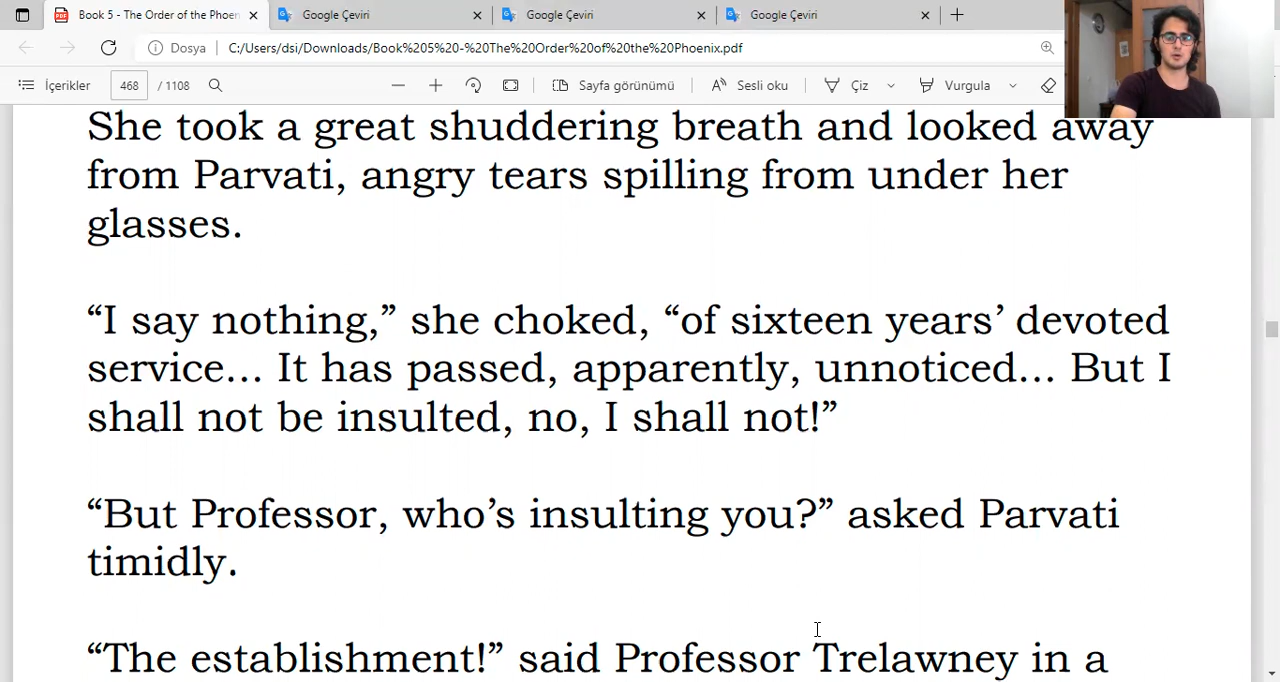 Book 5 - The Order of the Phoen
Google Çeviri
Google Çeviri
Google Çeviri
Dosya
C:/Users/dsi/Downloads/Book%205%20-%20The%20Order%20of%20the%20Phoenix.pdf
İçerikler
468 / 1108
Sayfa görünümü
Sesli oku
Çiz
Vurgula
She took a great shuddering breath and looked away
from Parvati, angry tears spilling from under her
glasses.
“I say nothing,” she choked, “of sixteen years’ devoted
service... It has passed, apparently, unnoticed... But I
shall not be insulted, no, I shall not!”
“But Professor, who’s insulting you?” asked Parvati
timidly.
“The establishment!” said Professor Trelawney in a